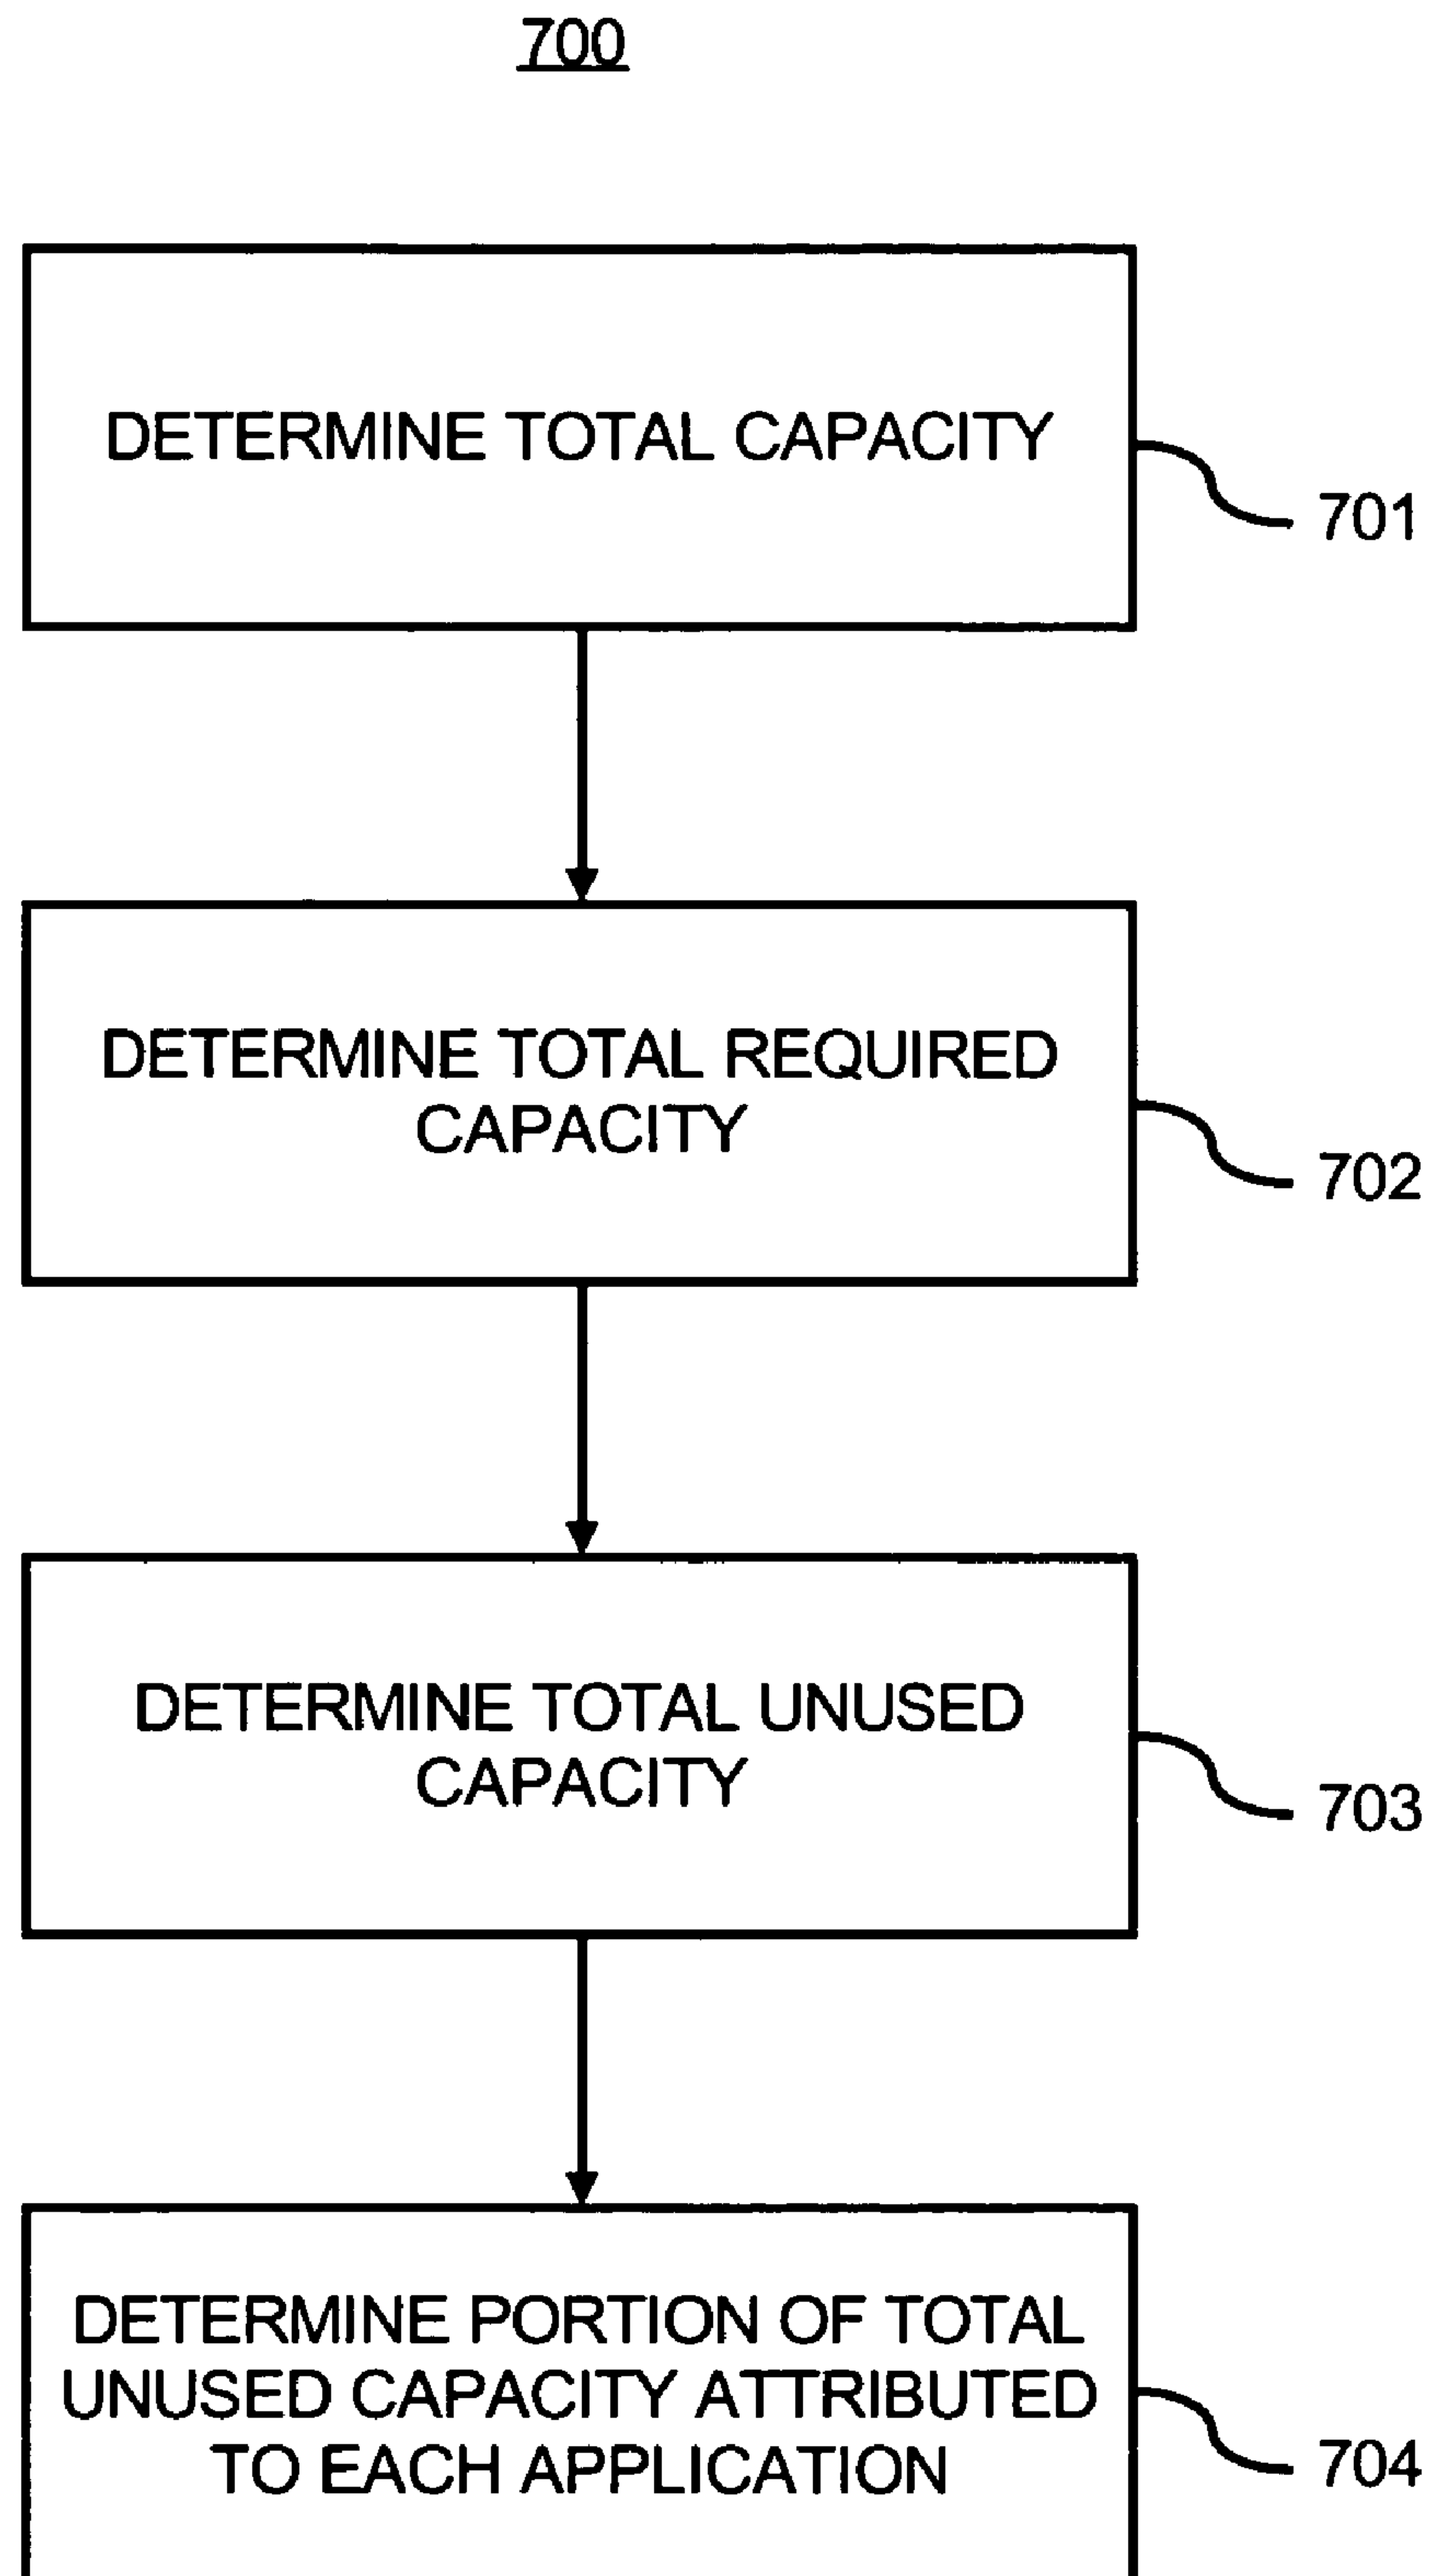 700
DETERMINE TOTAL CAPACITY
701
DETERMINE TOTAL REQUIRED
CAPACITY
702
DETERMINE TOTAL UNUSED
CAPACITY
703
DETERMINE PORTION OF TOTAL
UNUSED CAPACITY ATTRIBUTED
TO EACH APPLICATION
704